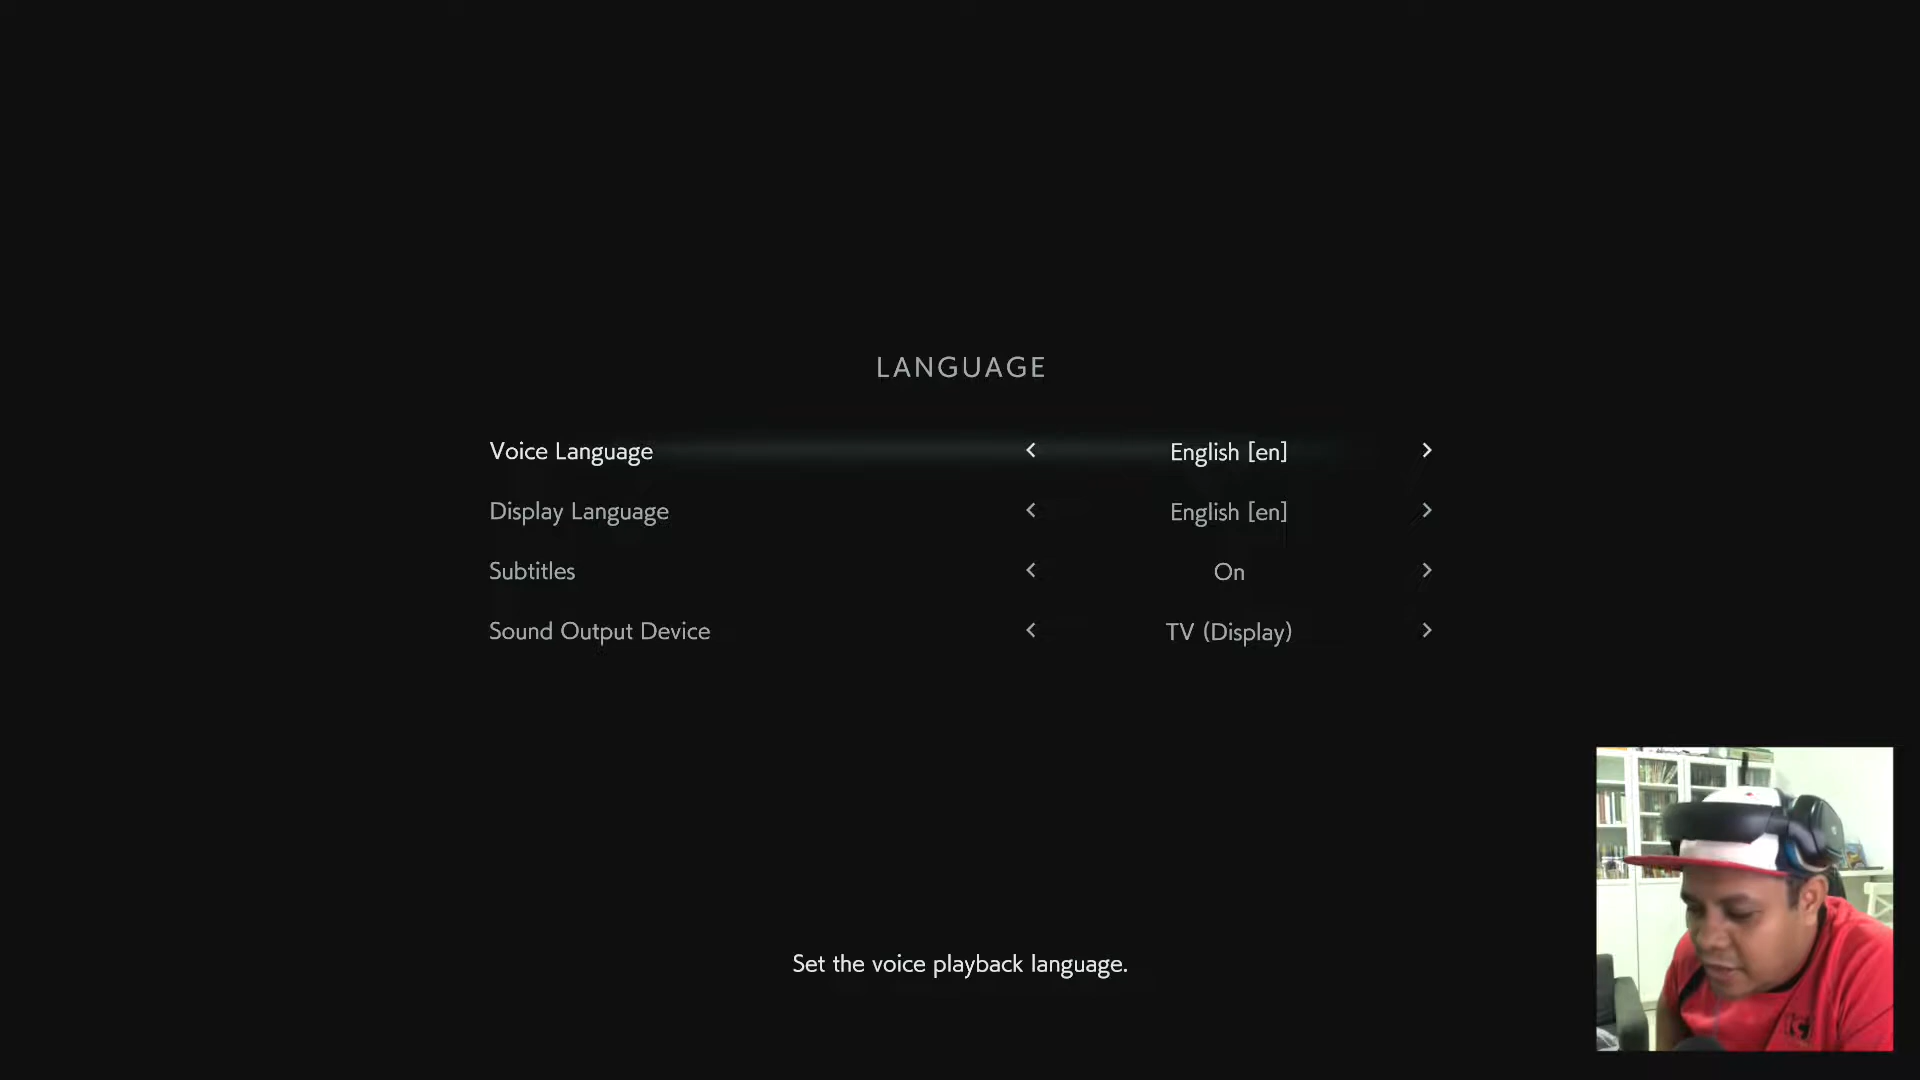 LANGUAGE
Voice Language < English [en] >
Display Language < English [en] >
Subtitles < On >
Sound Output Device < TV (Display) >
Set the voice playback language.